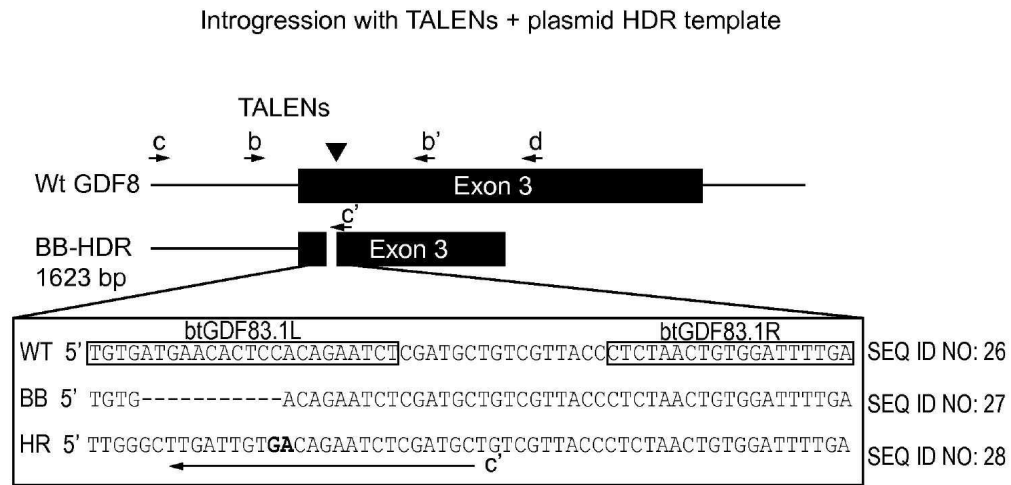 Introgression with TALENs + plasmid HDR template
TALENs
c b b' d
Wt GDF8 Exon 3
c'
BB-HDR Exon 3
1623 bp
btGDF83.1L btGDF83.1R
WT 5' TGTGATGAACACTCCACAGAATCTCGATGCTGTCGTTACCCTCTAACTGTGGATTTTGA SEQ ID NO: 26
BB 5' TGTG-----------ACAGAATCTCGATGCTGTCGTTACCCTCTAACTGTGGATTTTGA SEQ ID NO: 27
HR 5' TTGGGCTTGATTGTGACAGAATCTCGATGCTGTCGTTACCCTCTAACTGTGGATTTTGA SEQ ID NO: 28
c'